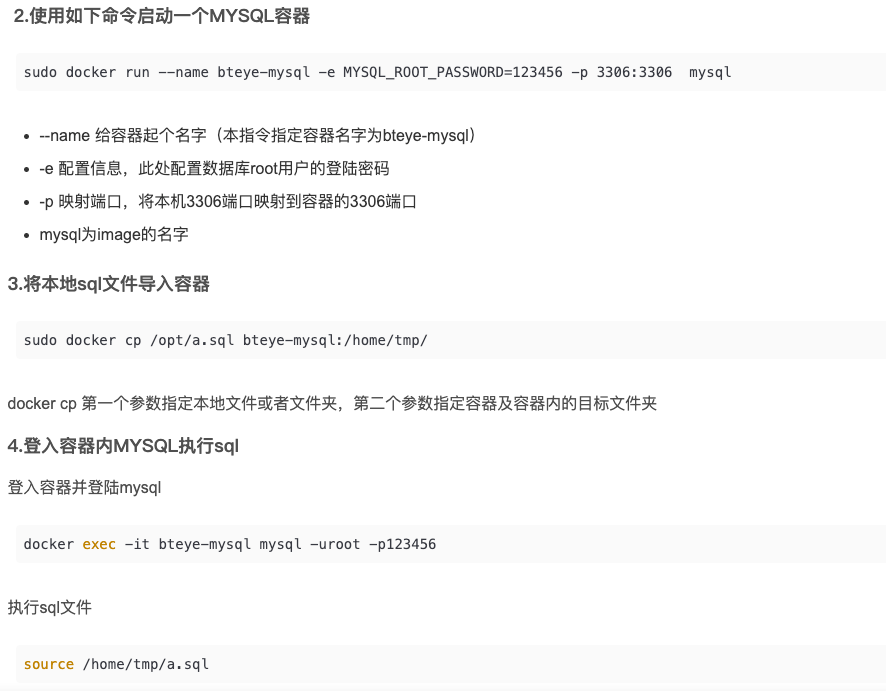 2.使用如下命令启动一个MYSQL容器
sudo docker run --name bteye-mysql -e MYSQL_ROOT_PASSWORD=123456 -p 3306:3306  mysql
--name 给容器起个名字（本指令指定容器名字为bteye-mysql）
-e 配置信息，此处配置数据库root用户的登陆密码
-p 映射端口，将本机3306端口映射到容器的3306端口
mysql为image的名字
3.将本地sql文件导入容器
sudo docker cp /opt/a.sql bteye-mysql:/home/tmp/
docker cp 第一个参数指定本地文件或者文件夹，第二个参数指定容器及容器内的目标文件夹
4.登入容器内MYSQL执行sql
登入容器并登陆mysql
docker exec -it bteye-mysql mysql -uroot -p123456
执行sql文件
source /home/tmp/a.sql